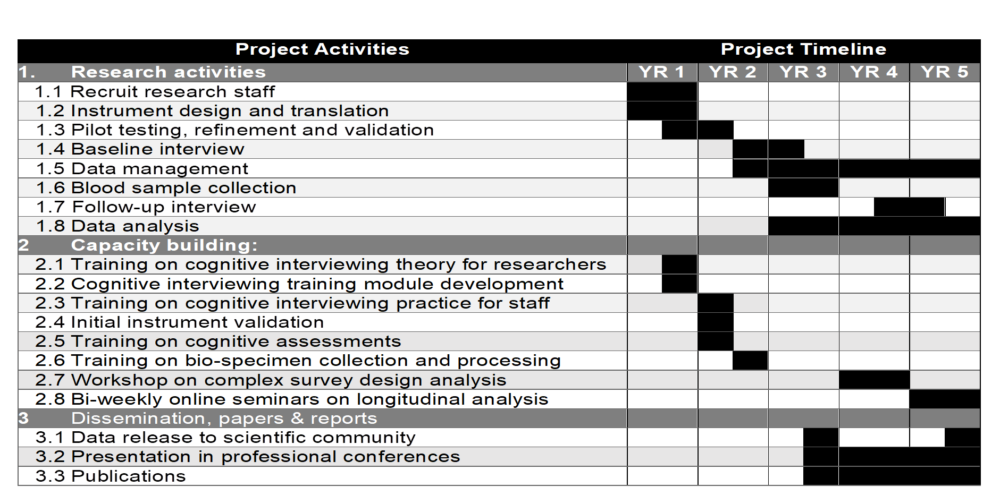 Project Activities Project Timeline
1. Research activities YR 1 YR 2 YR 3 YR 4 YR 5
1.1 Recruit research staff
1.2 Instrument design and translation
1.3 Pilot testing, refinement and validation
1.4 Baseline interview
1.5 Data management
1.6 Blood sample collection
1.7 Follow-up interview
1.8 Data analysis
2 Capacity building:
2.1 Training on cognitive interviewing theory for researchers
2.2 Cognitive interviewing training module development
2.3 Training on cognitive interviewing practice for staff
2.4 Initial instrument validation
2.5 Training on cognitive assessments
2.6 Training on bio-specimen collection and processing
2.7 Workshop on complex survey design analysis
2.8 Bi-weekly online seminars on longitudinal analysis
3 Dissemination, papers & reports
3.1 Data release to scientific community
3.2 Presentation in professional conferences
3.3 Publications